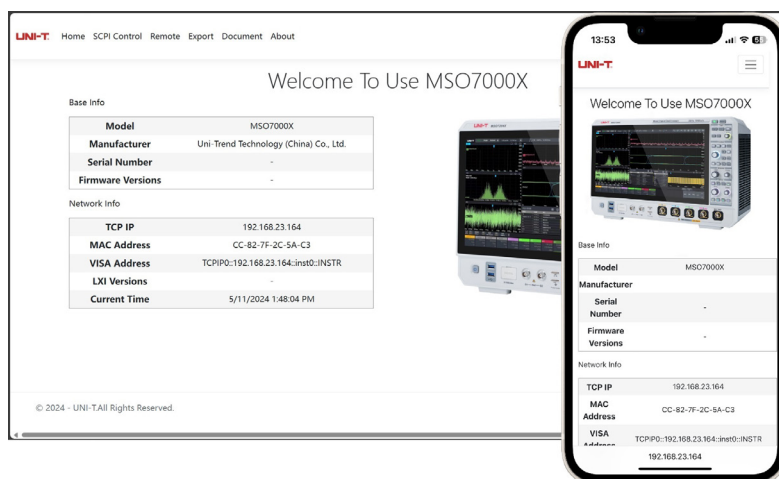 UNI-T Home SCPI Control Remote Export Document About
Welcome To Use MSO7000X
Base Info
Model MSO7000X
Manufacturer Uni-Trend Technology (China) Co., Ltd.
Serial Number -
Firmware Versions -
Network Info
TCP IP 192.168.23.164
MAC Address CC-82-7F-2C-5A-C3
VISA Address TCPIP0::192.168.23.164::inst0::INSTR
LXI Versions -
Current Time 5/11/2024 1:48:04 PM
© 2024 - UNI-T.All Rights Reserved.
13:53
UNI-T
Welcome To Use MSO7000X
Base Info
Model MSO7000X
Manufacturer
Serial
Number -
Firmware
Versions -
Network Info
TCP IP 192.168.23.164
MAC
Address CC-82-7F-2C-5A-C3
VISA
Address TCPIP0::192.168.23.164::inst0::INSTR
192.168.23.164